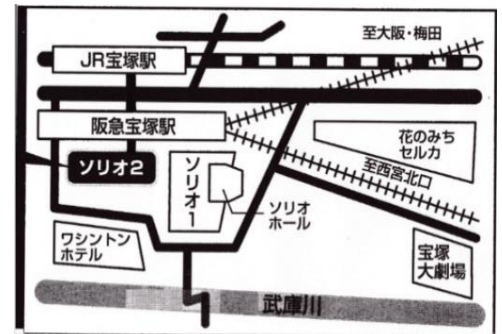 至大阪・梅田
JR宝塚駅
阪急宝塚駅
花のみち
セルカ
ソリオ2
ソリオ1
至西宮北口
ソリオ
ホール
ワシントン
ホテル
宝塚
大劇場
武庫川